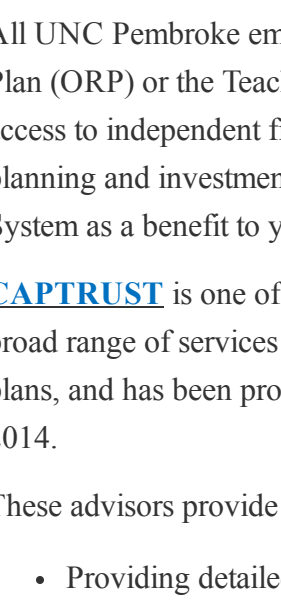 All UNC Pembroke em
Plan (ORP) or the Teac
access to independent fi
planning and investmen
System as a benefit to y
CAPTRUST is one of
broad range of services
plans, and has been pro
2014.
These advisors provide
• Providing detaile